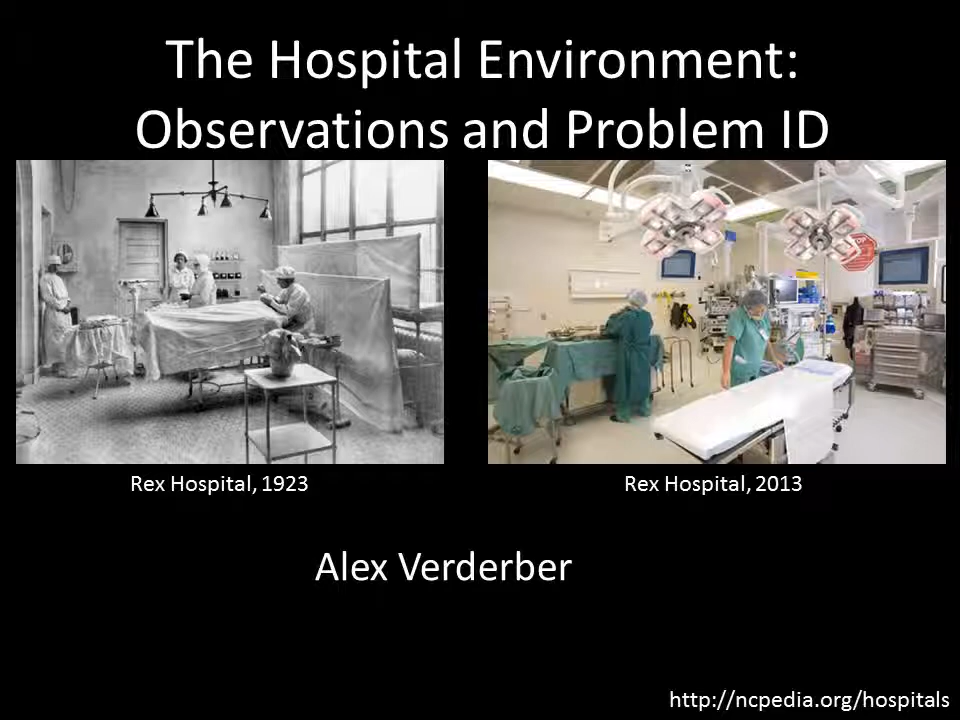 The Hospital Environment:
Observations and Problem ID
STOP
Rex Hospital, 1923
Rex Hospital, 2013
Alex Verderber
http://ncpedia.org/hospitals